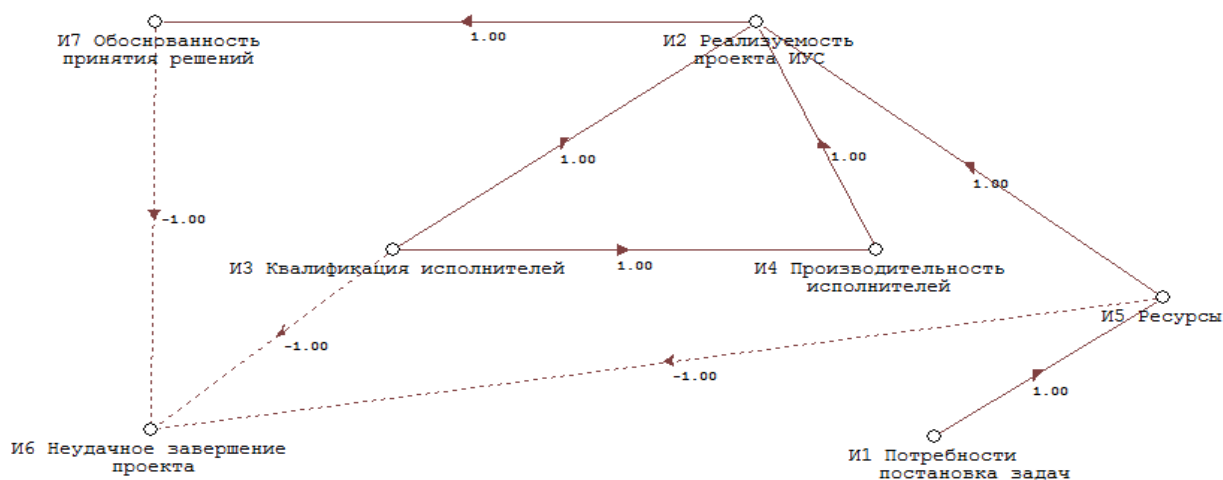 1.00
И7 Обоснрованность
принятия решений
И2 Реализуемость
проекта ИУС
1.00
1.00
1.00
-1.00
И3 Квалификация исполнителей
1.00
И4 Производительность
исполнителей
И5 Ресурсы
-1.00
-1.00
1.00
И6 Неудачное завершение
проекта
И1 Потребности
постановка задач